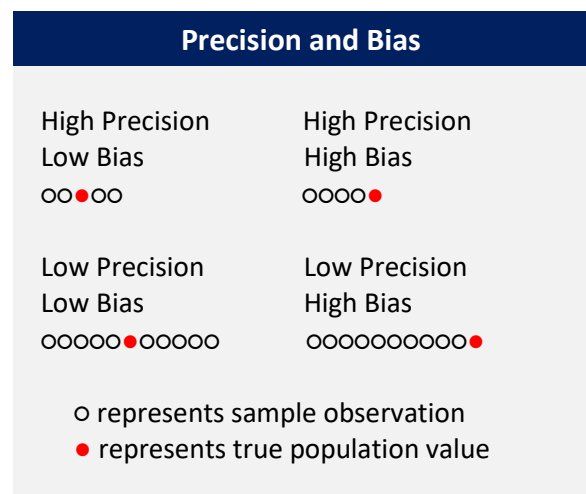 Precision and Bias
High Precision
Low Bias
High Precision
High Bias
Low Precision
Low Bias
Low Precision
High Bias
represents sample observation
represents true population value